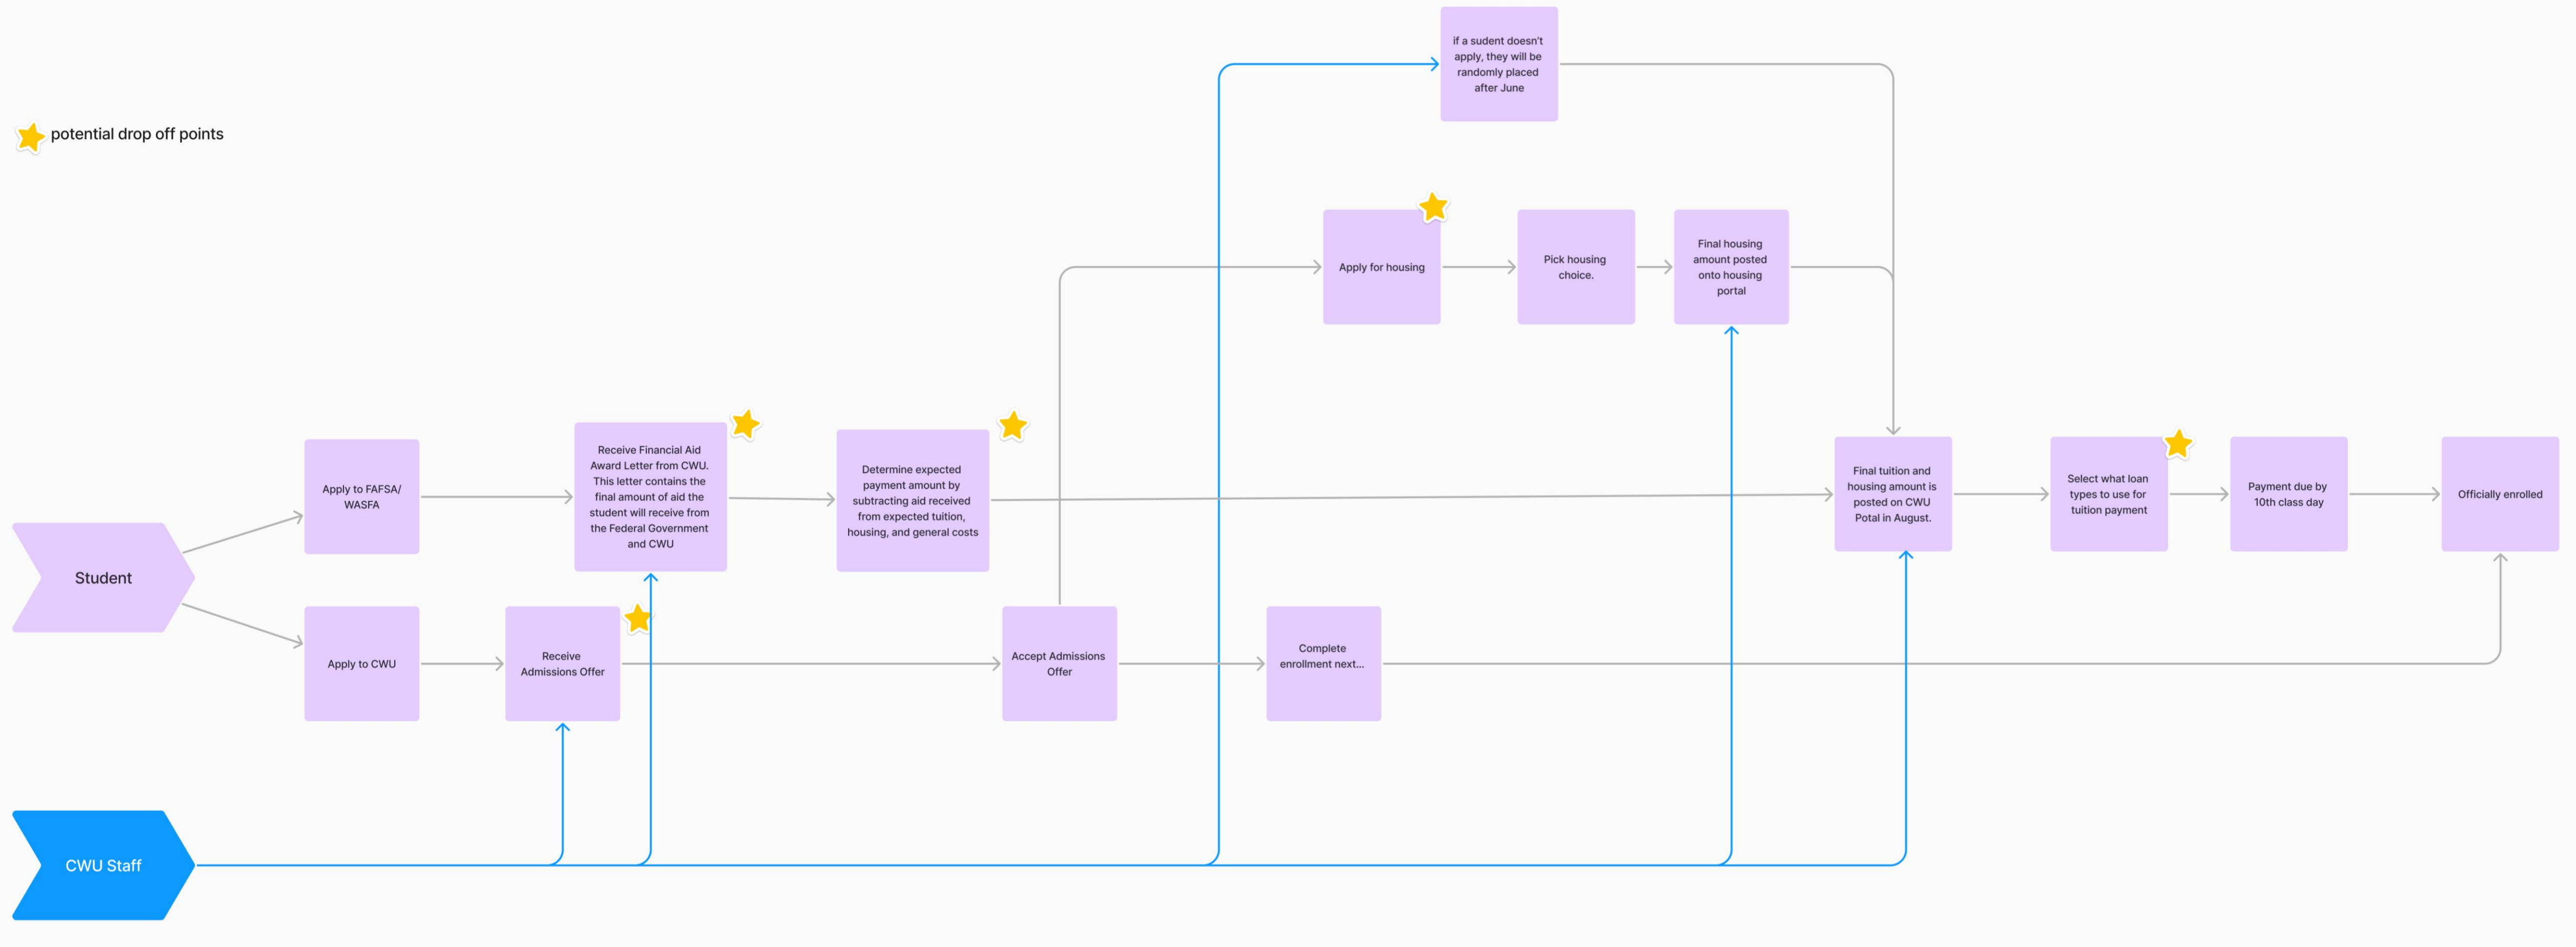 if a sudent doesn't
apply, they will be
randomly placed
after June
potential drop off points
Apply for housing
Pick housing
choice.
Final housing
amount posted
onto housing
portal
Apply to FAFSA/
WASFA
Receive Financial Aid
Award Letter from CWU.
This letter contains the
final amount of aid the
student will receive from
the Federal Government
and CWU
Determine expected
payment amount by
subtracting aid received
from expected tuition,
housing, and general costs
Final tuition and
housing amount is
posted on CWU
Potal in August.
Select what loan
types to use for
tuition payment
Payment due by
10th class day
Officially enrolled
Student
Apply to CWU
Receive
Admissions Offer
Accept Admissions
Offer
Complete
enrollment next...
CWU Staff